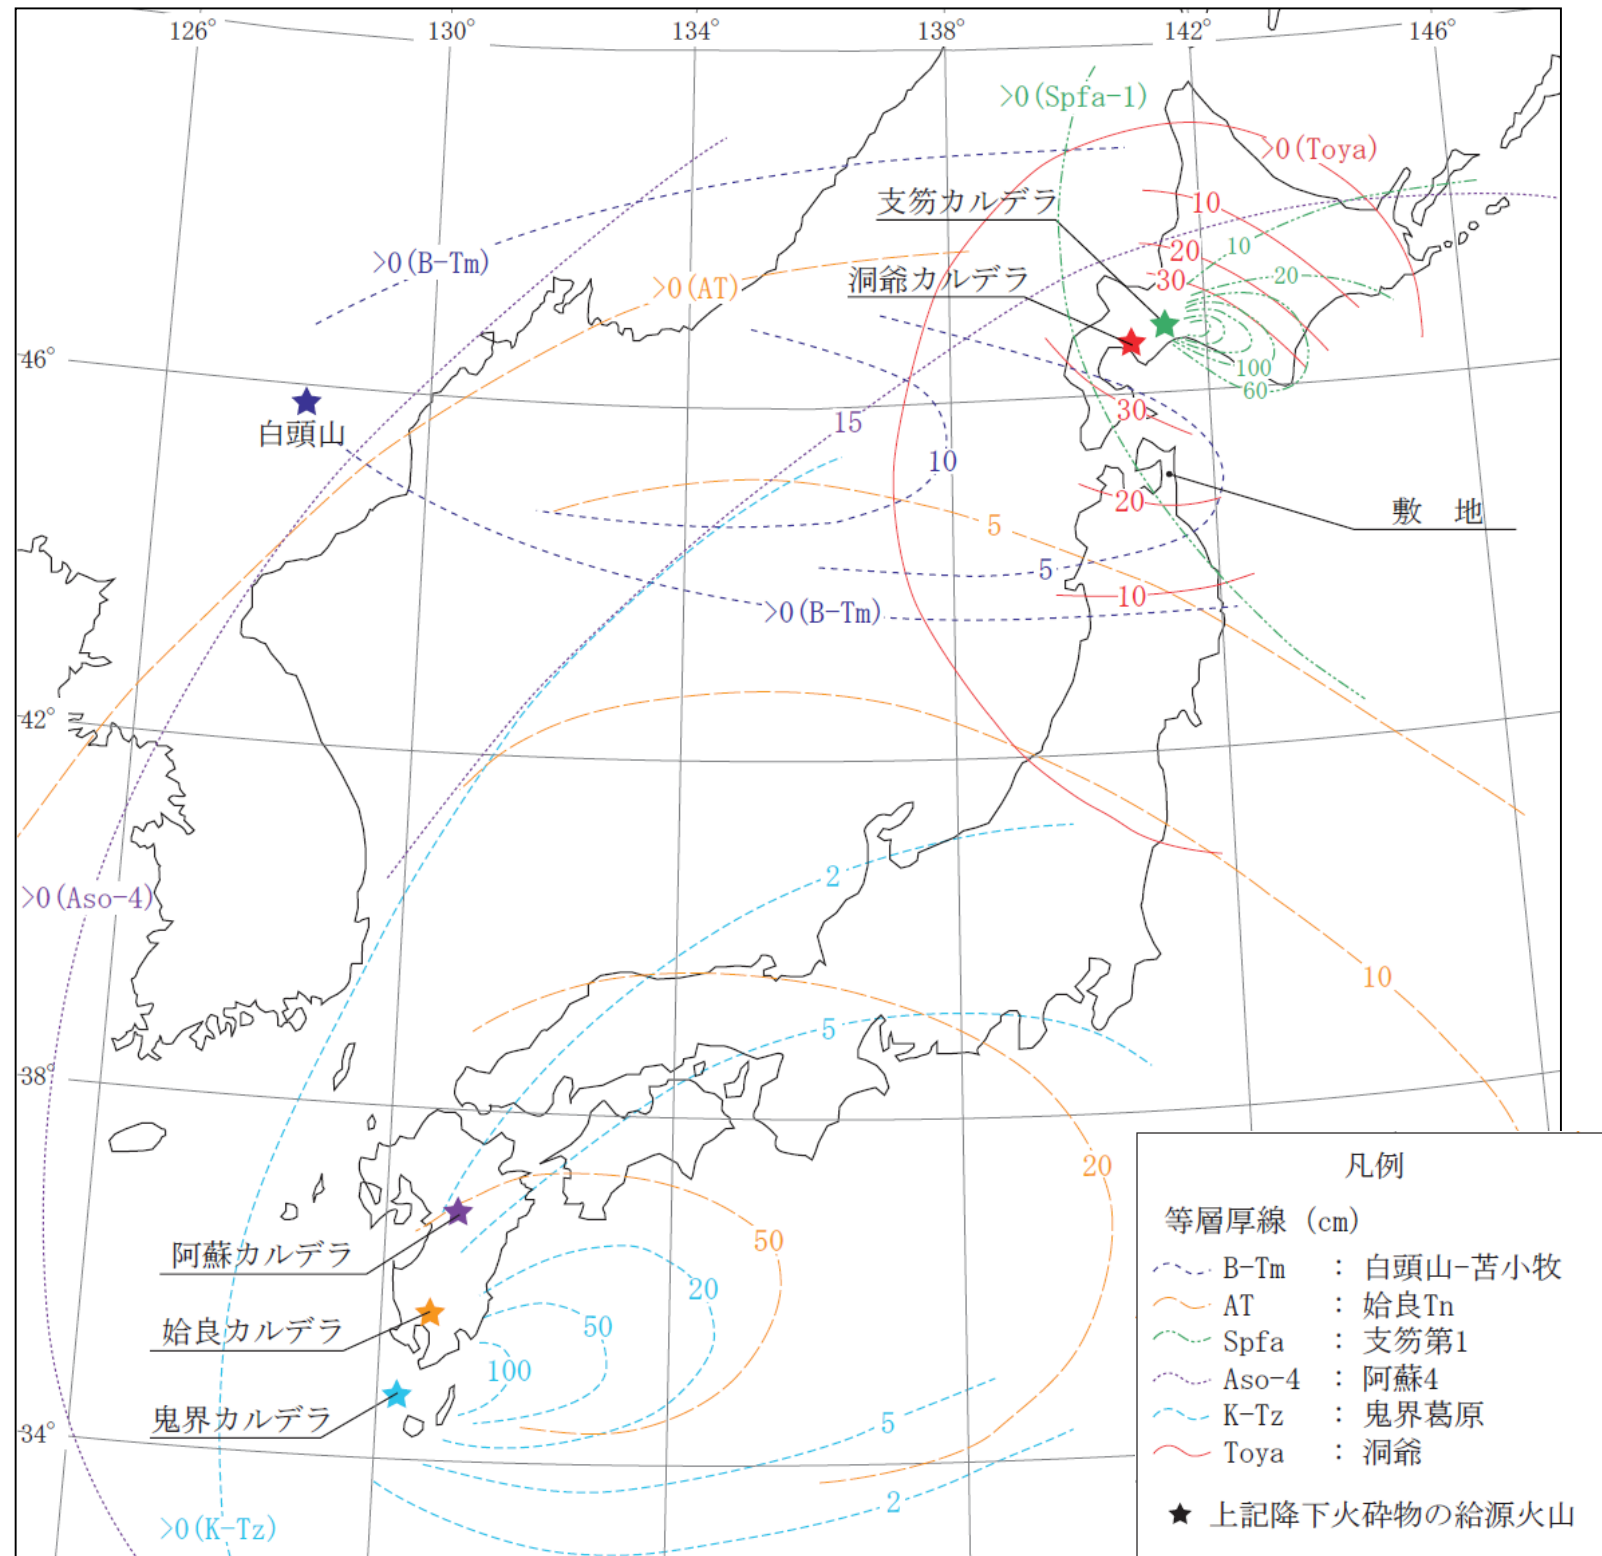 126° 130° 134° 138° 142° 146°
>0(Spfa-1)
>0(Toya)
支笏カルデラ
10
>0(B-Tm)
20
10
>0(AT)
洞爺カルデラ
30
20
46°
100
60
白頭山
30
15
10
20
敷 地
5
5
10
>0(B-Tm)
42°
2
>0(Aso-4)
10
5
38°
20
50
阿蘇カルデラ
20
50
始良カルデラ
100
鬼界カルデラ
5
34°
2
>0(K-Tz)
凡例
等層厚線 (cm)
B-Tm : 白頭山-苫小牧
AT : 姶良Tn
Spfa : 支笏第1
Aso-4 : 阿蘇4
K-Tz : 鬼界葛原
Toya : 洞爺
★ 上記降下火砕物の給源火山